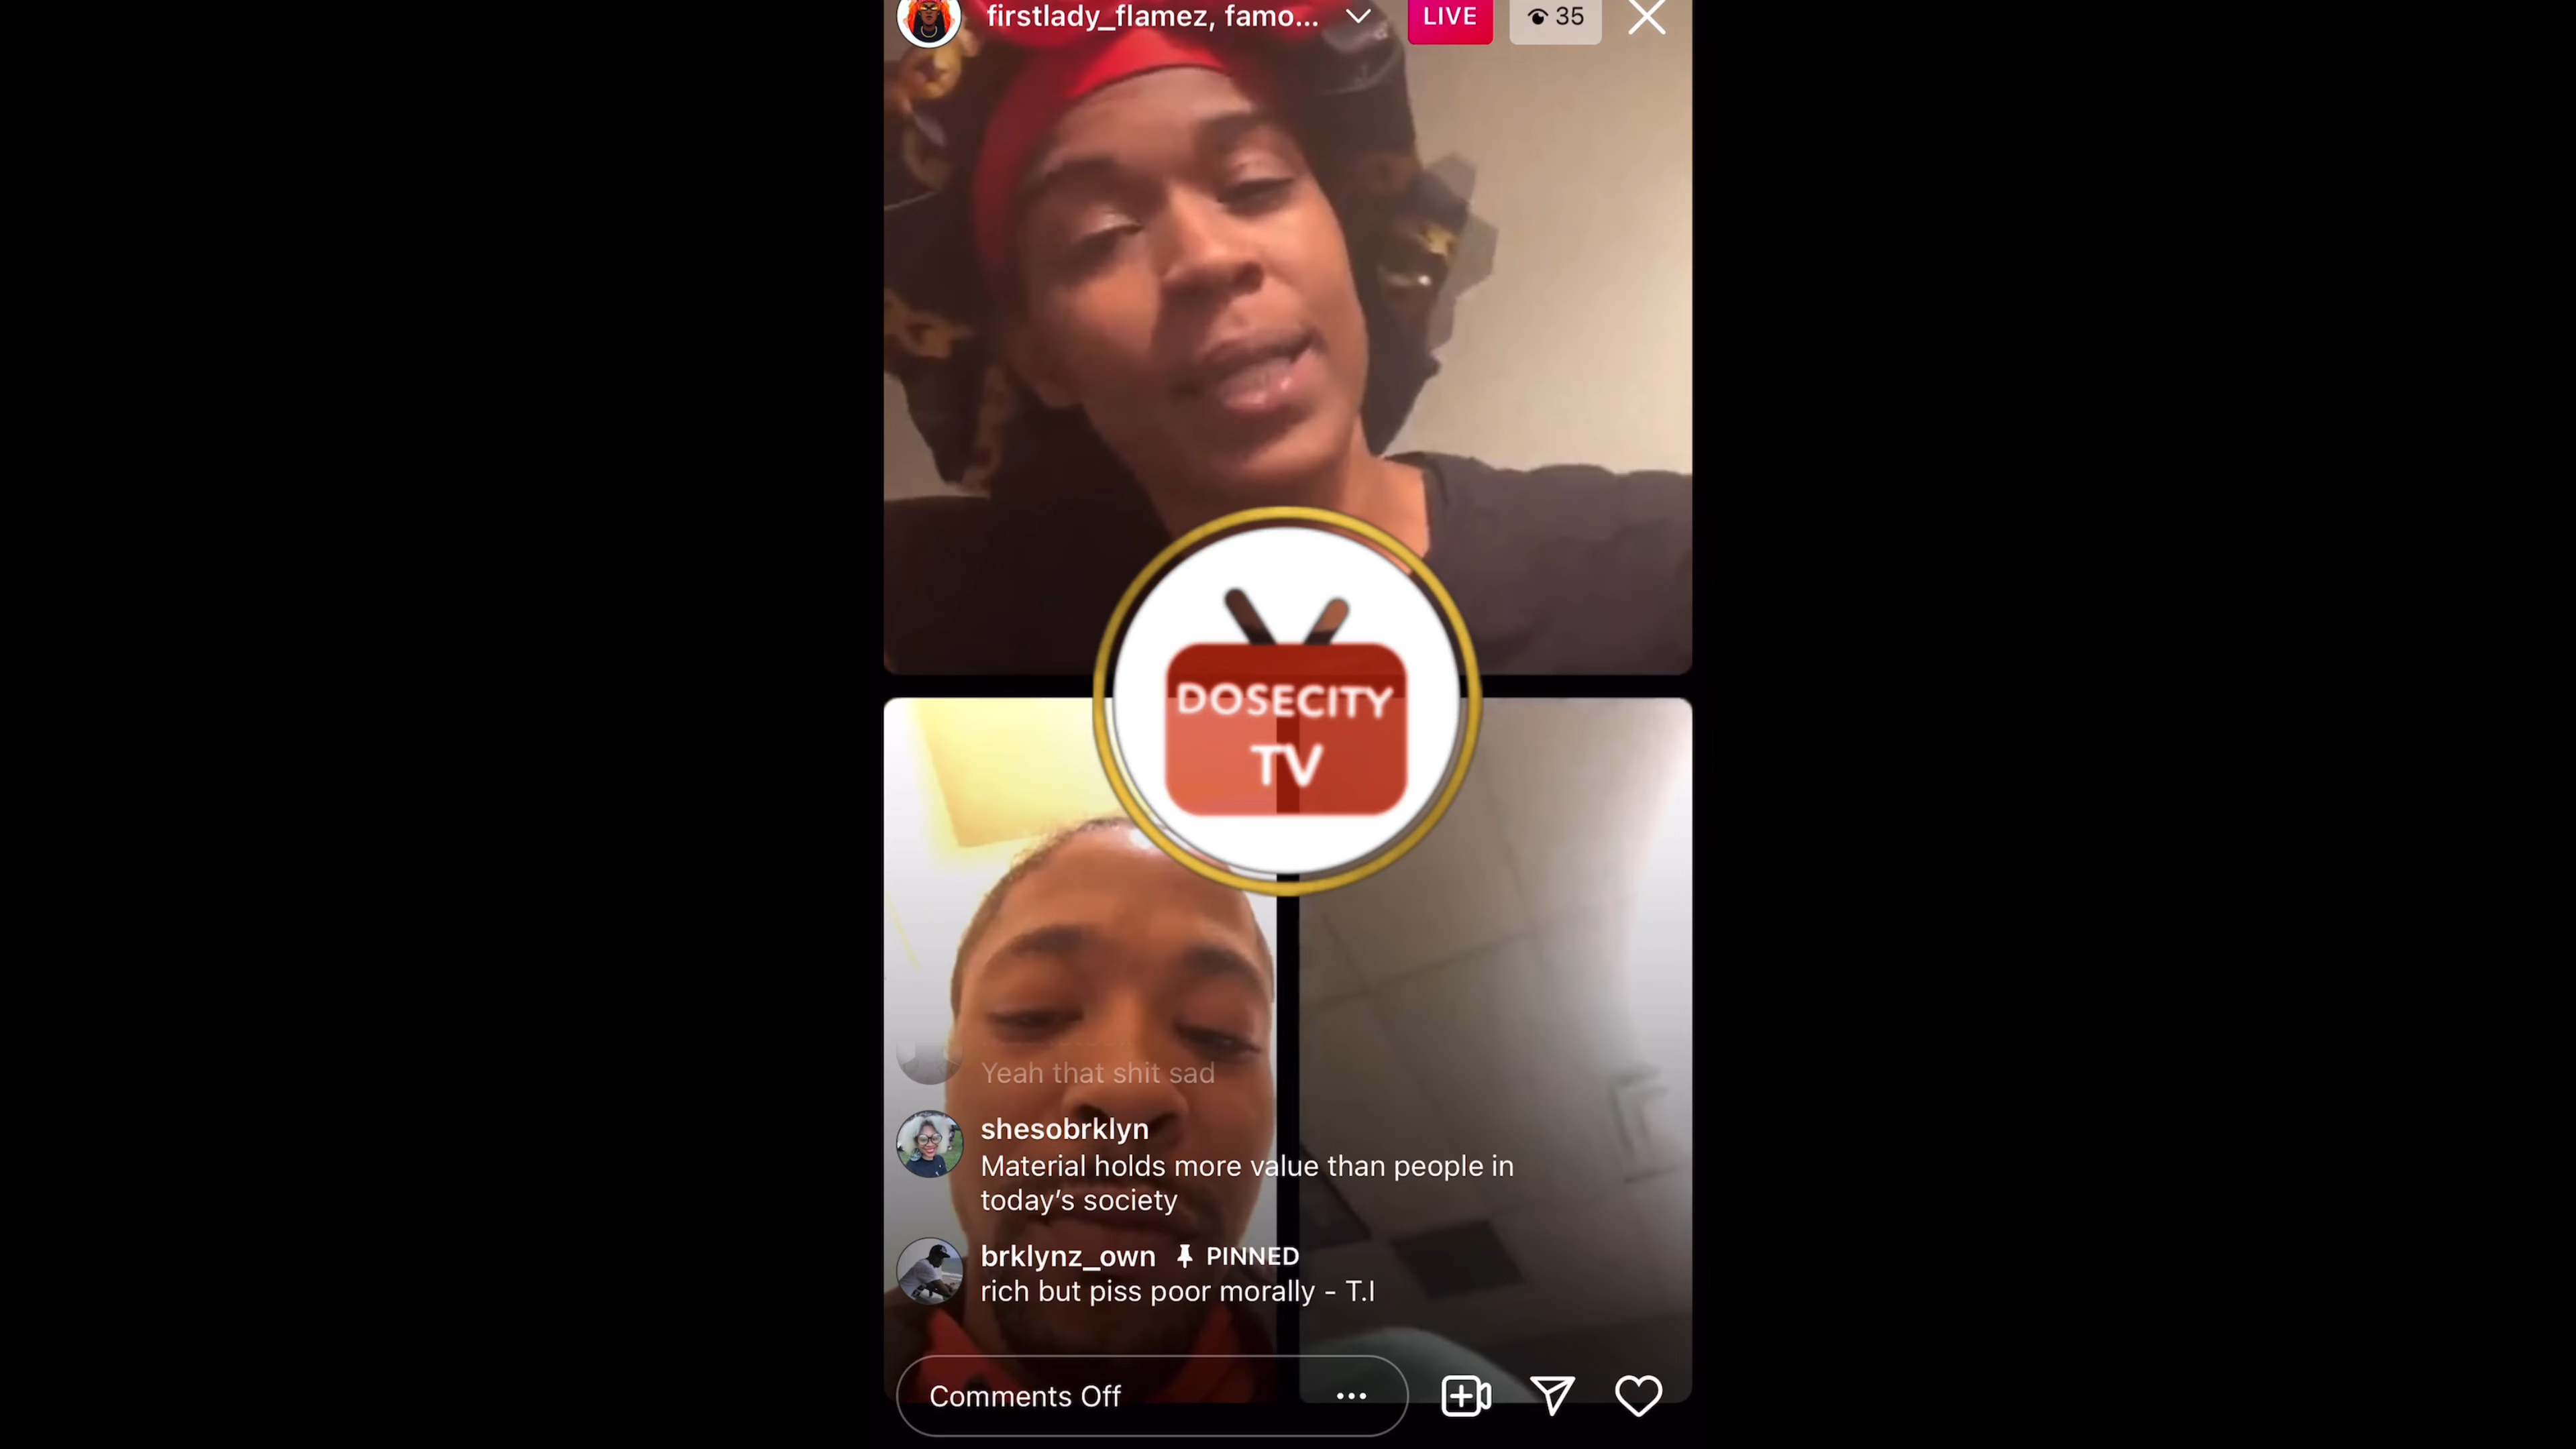 firstlady_flamez, famo...
LIVE
35
DOSECITY
TV
Yeah that shit sad
shesobrklyn
Material holds more value than people in
today's society
brklynz_own PINNED
rich but piss poor morally - T.I
Comments Off